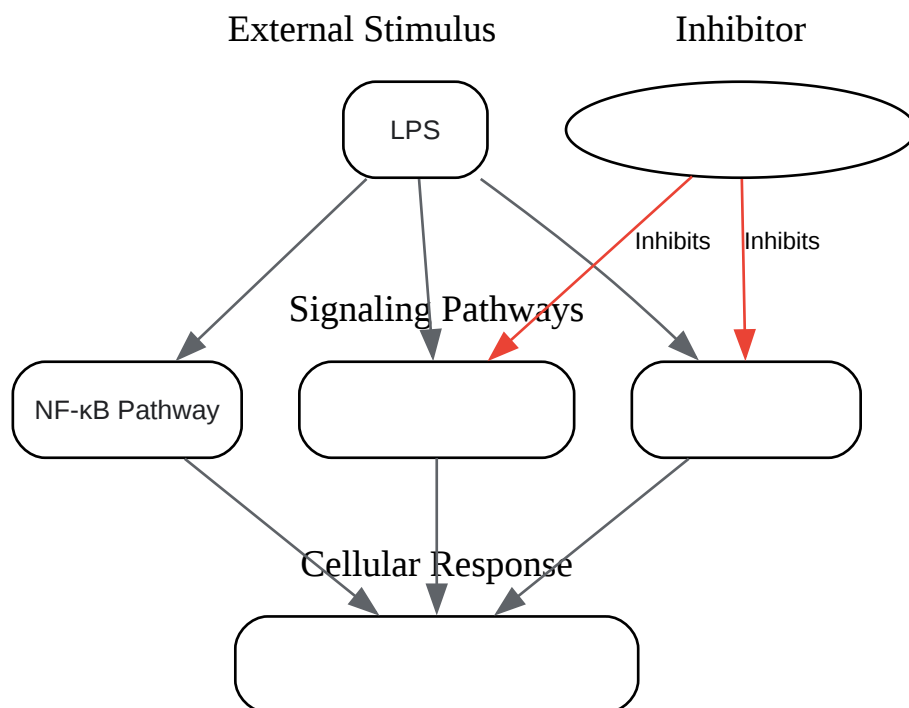 External Stimulus
Inhibitor
LPS
Inhibits
Inhibits
Signaling Pathways
NF-κB Pathway
Cellular Response